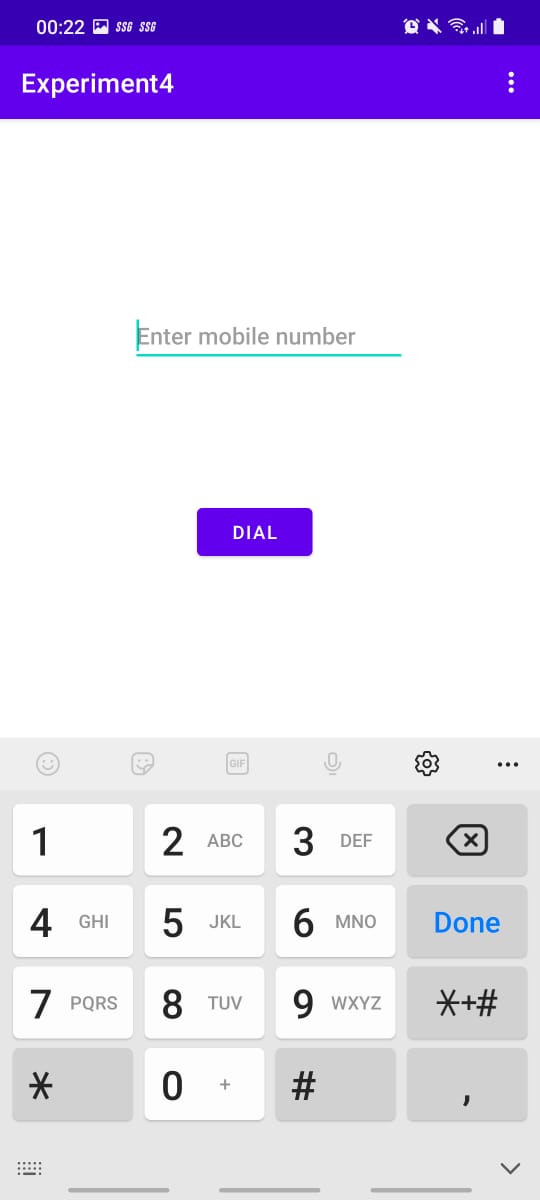 00:22 SSG SSG
Experiment4
Enter mobile number
DIAL
GIF
1 2 ABC 3 DEF
4 GHI 5 JKL 6 MNO Done
7 PQRS 8 TUV 9 WXYZ *+#
* 0 + # ,